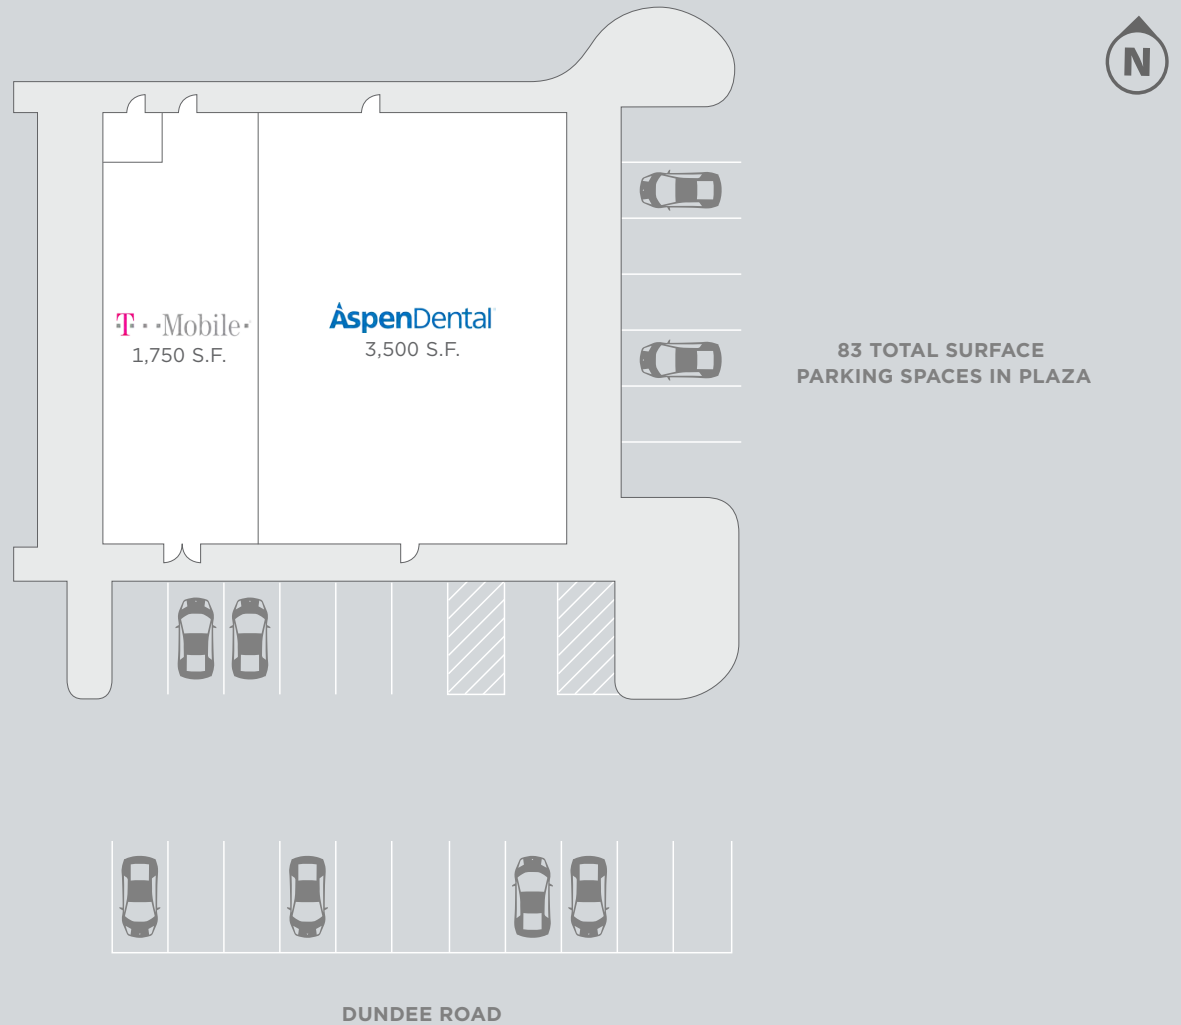 N
T··Mobile·
1,750 S.F.
AspenDental
3,500 S.F.
83 TOTAL SURFACE
PARKING SPACES IN PLAZA
DUNDEE ROAD